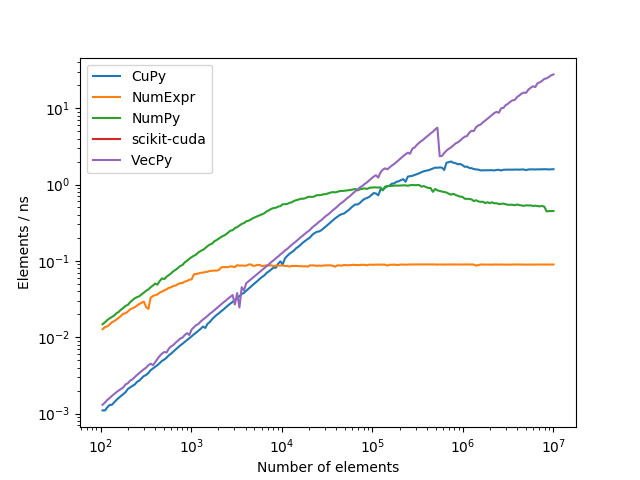 CuPy
NumExpr
NumPy
scikit-cuda
VecPy
10¹
10⁰
10⁻¹
10⁻²
10⁻³
Elements / ns
10² 10³ 10⁴ 10⁵ 10⁶ 10⁷
Number of elements